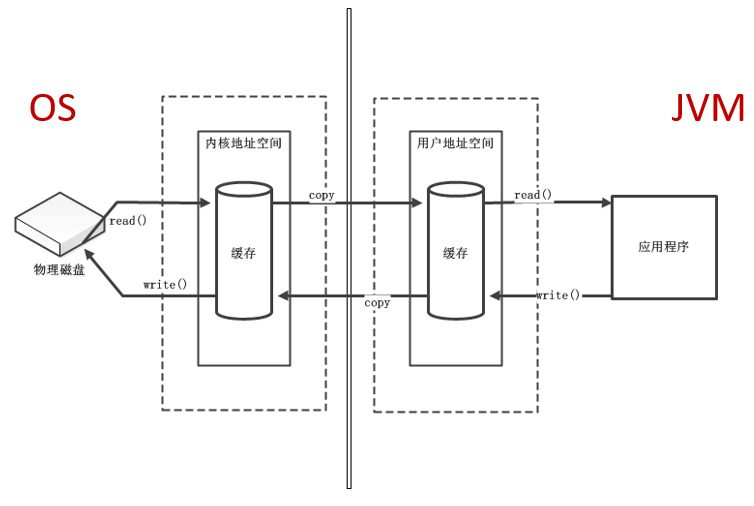 OS
JVM
内核地址空间
用户地址空间
copy
read()
read()
缓存
缓存
应用程序
物理磁盘
write()
copy
write()